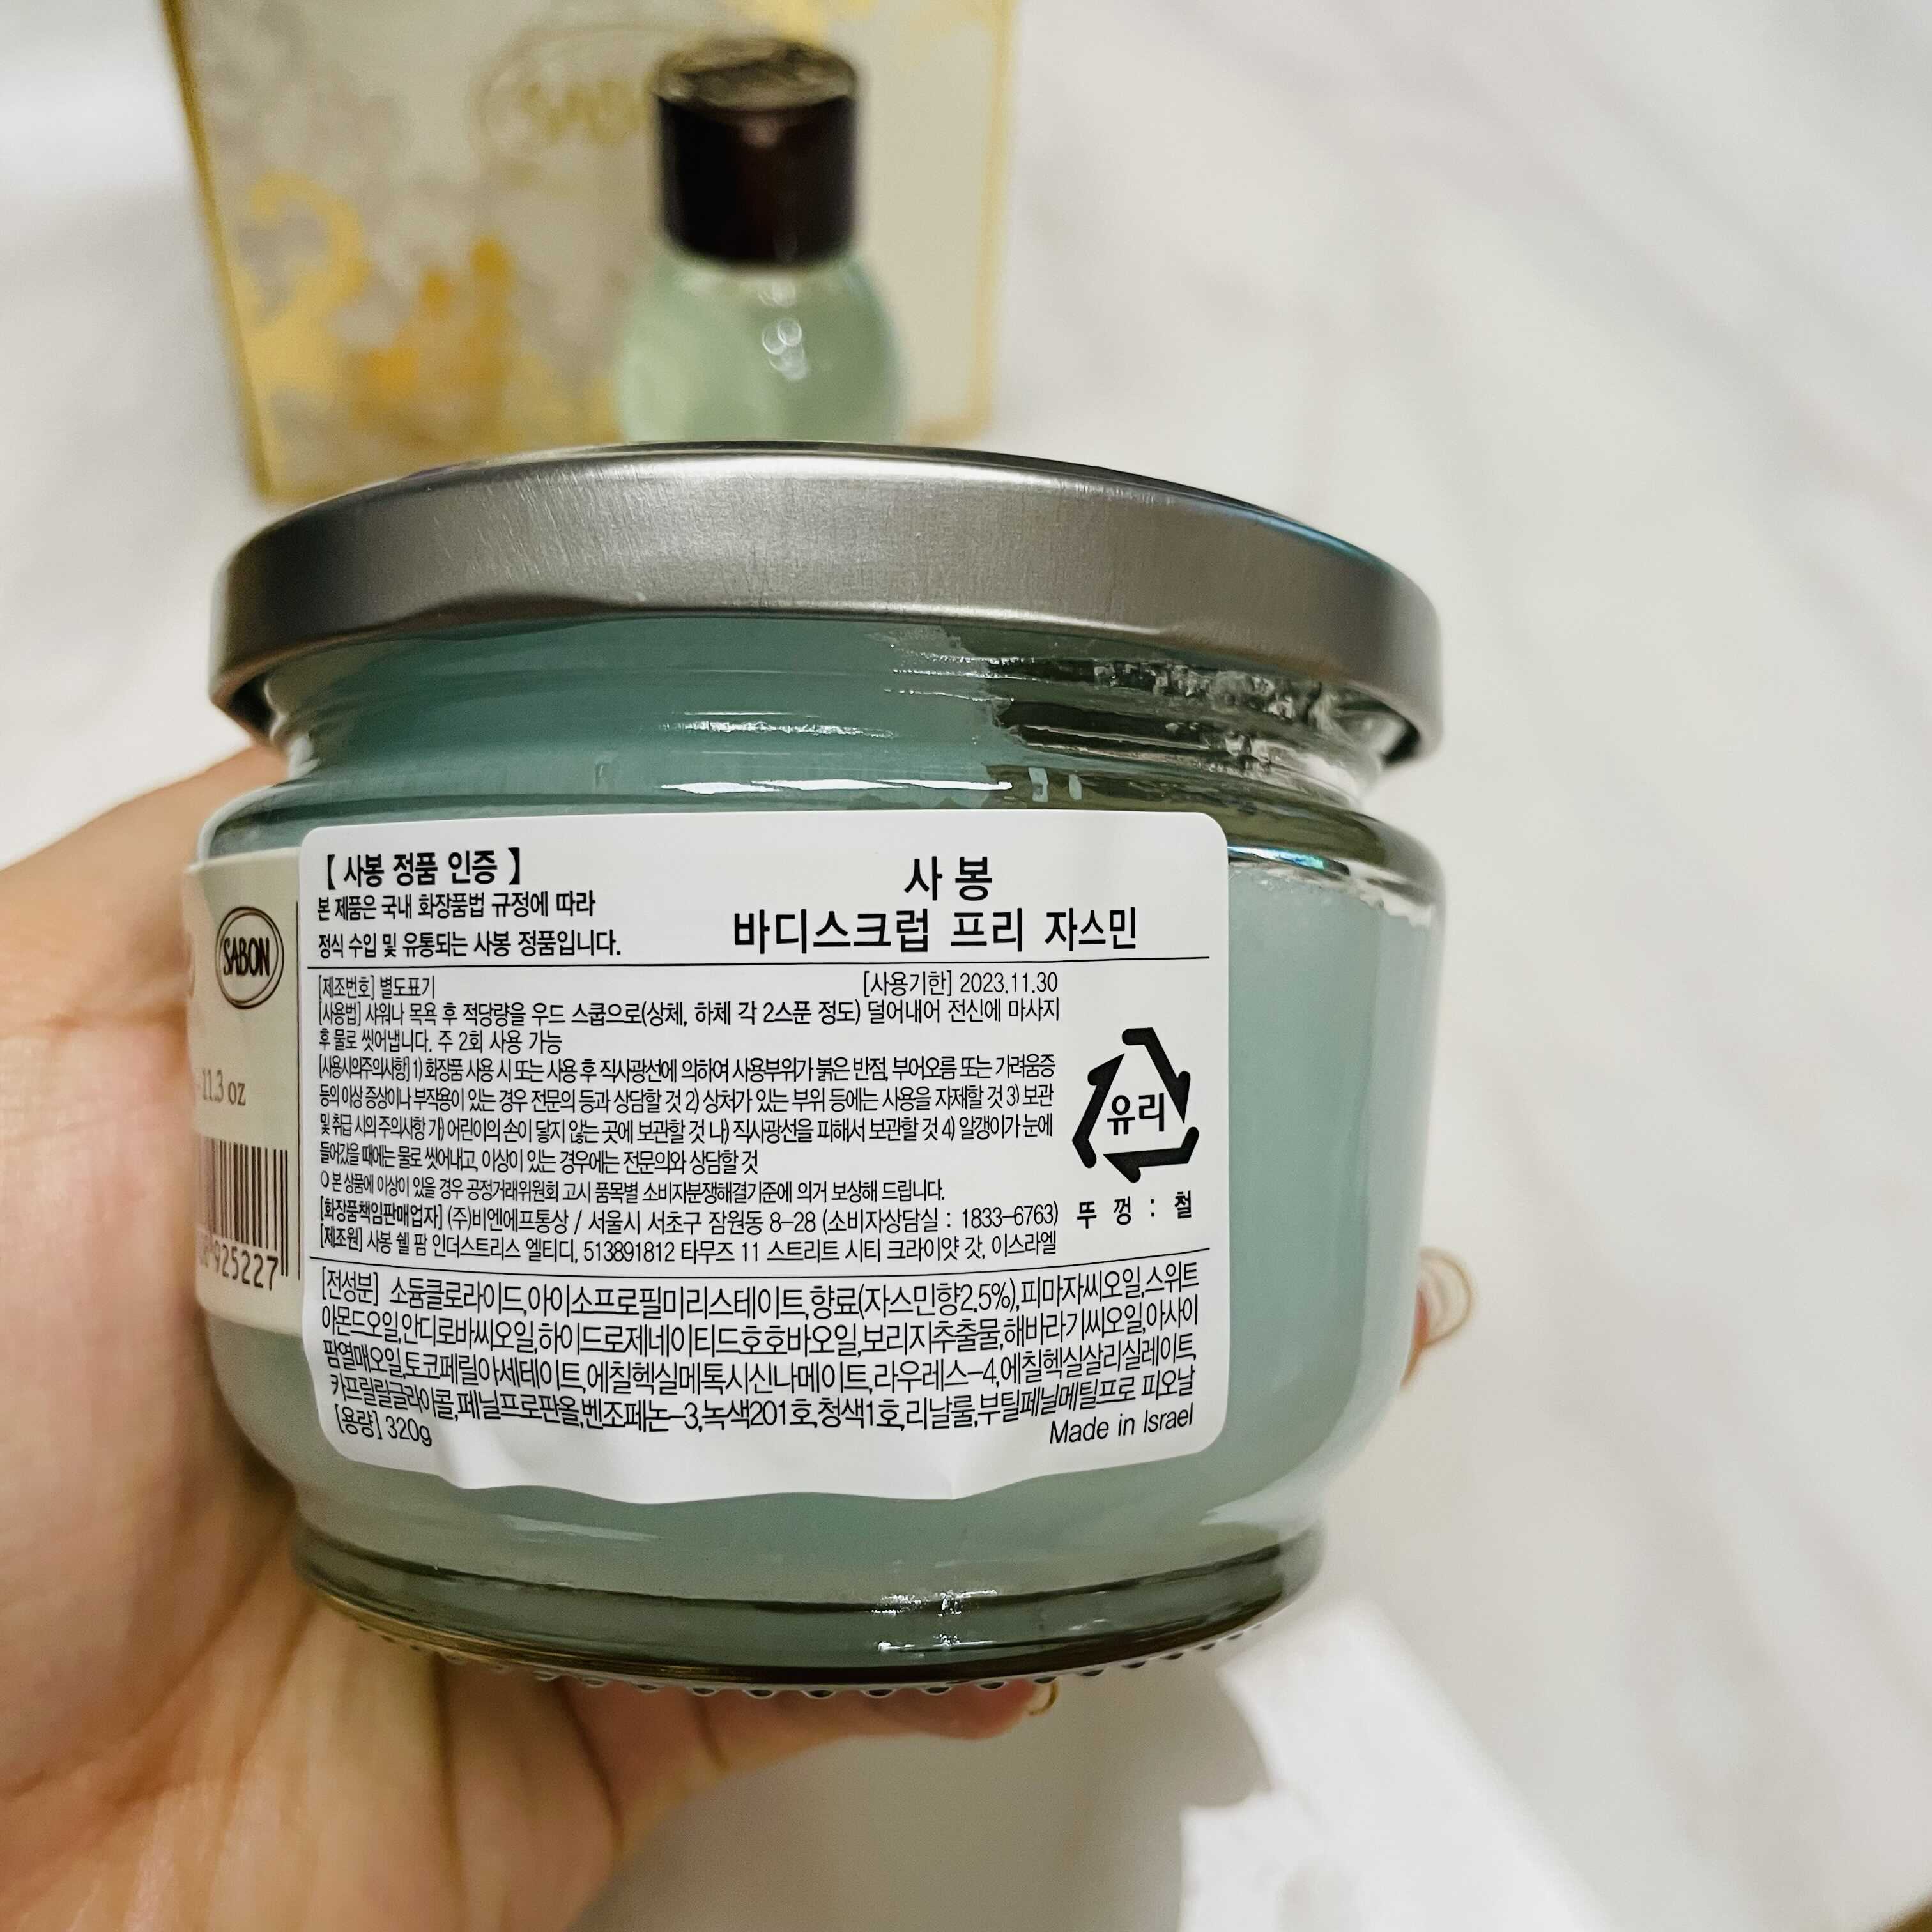 SABON
11.3 oz
925227
【 사봉 정품 인증 】
본 제품은 국내 화장품법 규정에 따라
정식 수입 및 유통되는 사봉 정품입니다.
사 봉
바디스크럽 프리 자스민
[제조번호] 별도표기 [사용기한] 2023.11.30
[사용법] 샤워나 목욕 후 적당량을 우드 스쿱으로(상체, 하체 각 2스푼 정도) 덜어내어 전신에 마사지
후 물로 씻어냅니다. 주 2회 사용 가능
[사용시의주의사항] 1) 화장품 사용 시 또는 사용 후 직사광선에 의하여 사용부위가 붉은 반점, 부어오름 또는 가려움증
등의 이상 증상이나 부작용이 있는 경우 전문의 등과 상담할 것 2) 상처가 있는 부위 등에는 사용을 자제할 것 3) 보관
및 취급 시의 주의사항 가) 어린이의 손이 닿지 않는 곳에 보관할 것 나) 직사광선을 피해서 보관할 것 4) 알갱이가 눈에
들어갔을 때에는 물로 씻어내고, 이상이 있는 경우에는 전문의와 상담할 것
○ 본 상품에 이상이 있을 경우 공정거래위원회 고시 품목별 소비자분쟁해결기준에 의거 보상해 드립니다.
[화장품책임판매업자] (주)비엔에프통상 / 서울시 서초구 잠원동 8-28 (소비자상담실 : 1833-6763)
[제조원] 사봉 쉘 팜 인더스트리스 엘티디, 513891812 타무즈 11 스트리트 시티 크라이얏 갓, 이스라엘
유리
뚜 껑 : 철
[전성분] 소듐클로라이드,아이소프로필미리스테이트,향료(자스민향2.5%),피마자씨오일,스위트
아몬드오일,안디로바씨오일,하이드로제네이티드호호바오일,보리지추출물,해바라기씨오일,아사이
팜열매오일,토코페릴아세테이트,에칠헥실메톡시신나메이트,라우레스-4,에칠헥실살리실레이트,
카프릴릴글라이콜,페닐프로판올,벤조페논-3,녹색201호,청색1호,리날룰,부틸페닐메틸프로 피오날
[용량] 320g Made in Israel